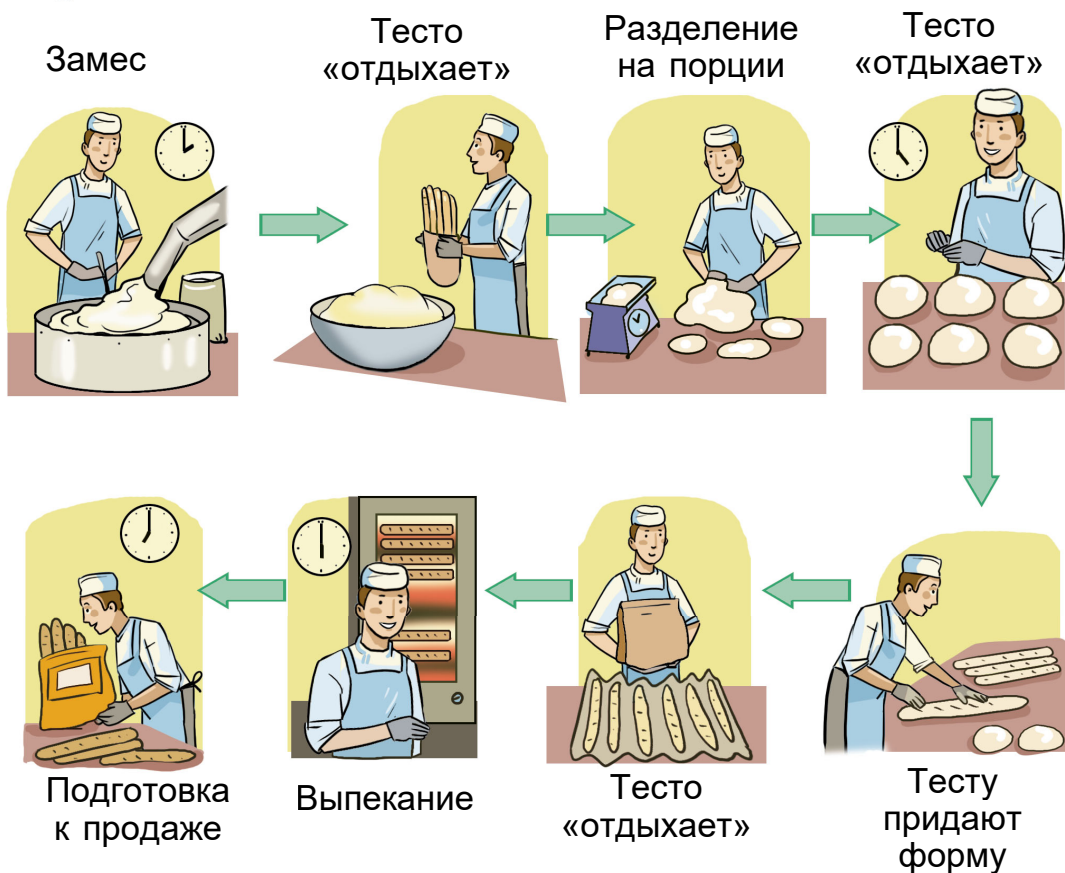 Замес
Тесто
«отдыхает»
Разделение
на порции
Тесто
«отдыхает»
Тесту
придают
форму
Тесто
«отдыхает»
Выпекание
Подготовка
к продаже